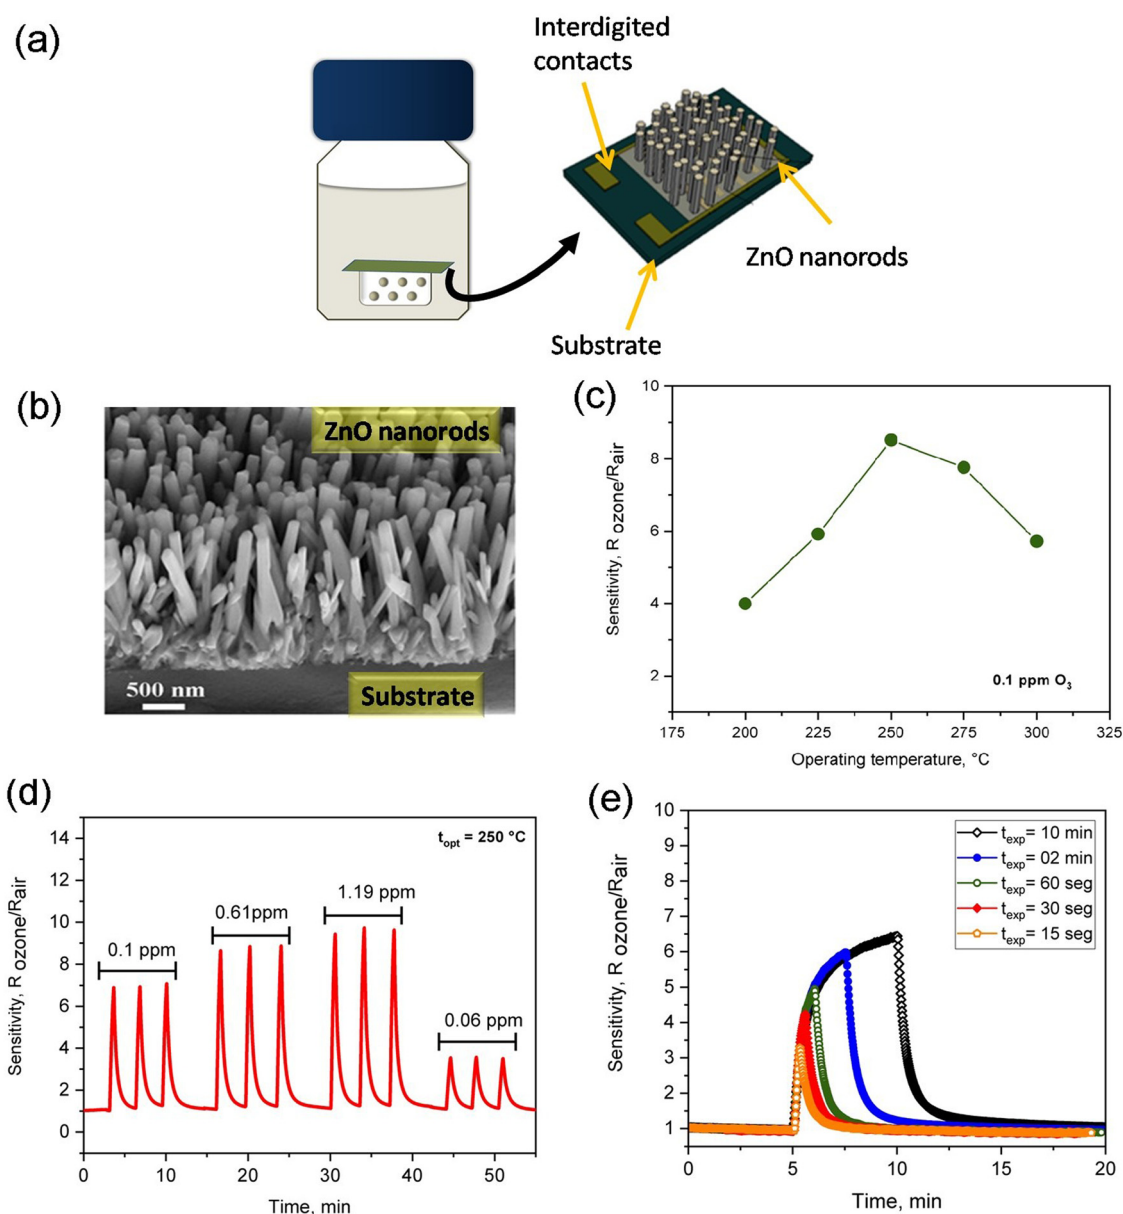 (a)
Interdigited
contacts
ZnO nanorods
Substrate
(b)
ZnO nanorods
500 nm
Substrate
(c)
10
8
6
4
2
Sensitivity, R ozone/Rair
0.1 ppm O3
175 200 225 250 275 300 325
Operating temperature, °C
(d)
14
12
10
8
6
4
2
0
Sensitivity, R ozone/Rair
topt = 250 °C
0.1 ppm
0.61ppm
1.19 ppm
0.06 ppm
0 10 20 30 40 50
Time, min
(e)
10
9
8
7
6
5
4
3
2
1
Sensitivity, R ozone/Rair
texp= 10 min
texp= 02 min
texp= 60 seg
texp= 30 seg
texp= 15 seg
0 5 10 15 20
Time, min